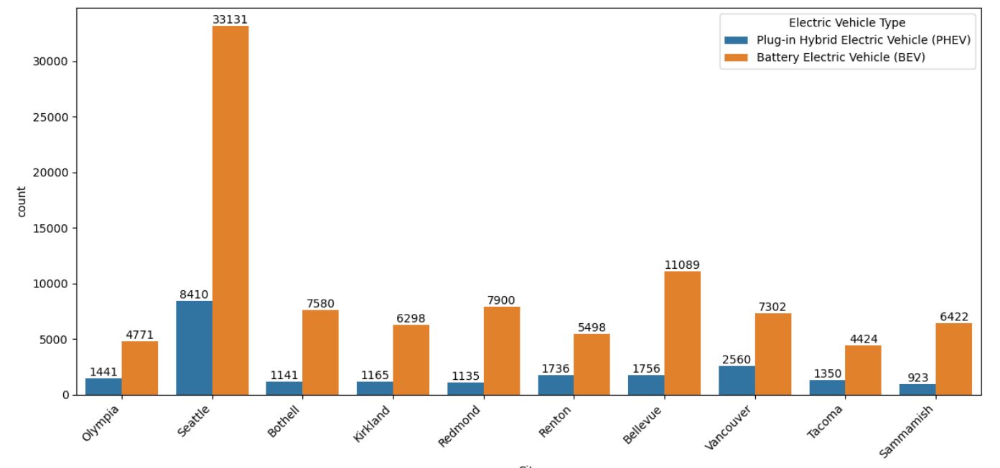 33131
Electric Vehicle Type
Plug-in Hybrid Electric Vehicle (PHEV)
Battery Electric Vehicle (BEV)
30000
25000
20000
15000
10000
5000
0
count
1441
4771
8410
1141
7580
1165
6298
1135
7900
1736
5498
1756
11089
2560
7302
1350
4424
923
6422
Olympia
Seattle
Bothell
Kirkland
Redmond
Renton
Bellevue
Vancouver
Tacoma
Sammamish